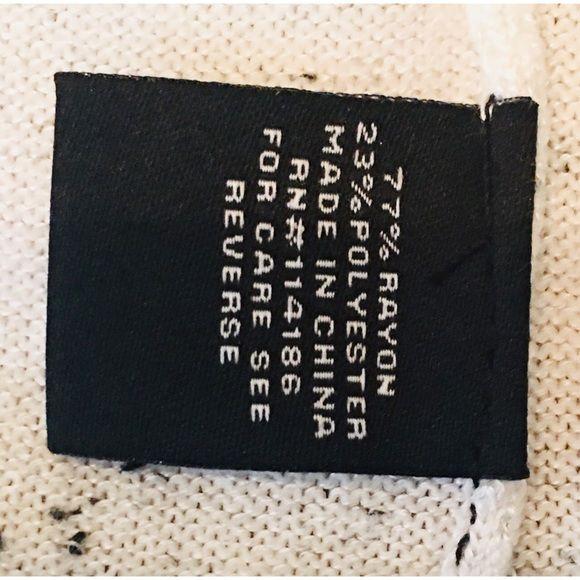 77% RAYON
23% POLYESTER
MADE IN CHINA
RN#114186
FOR CARE SEE
REVERSE